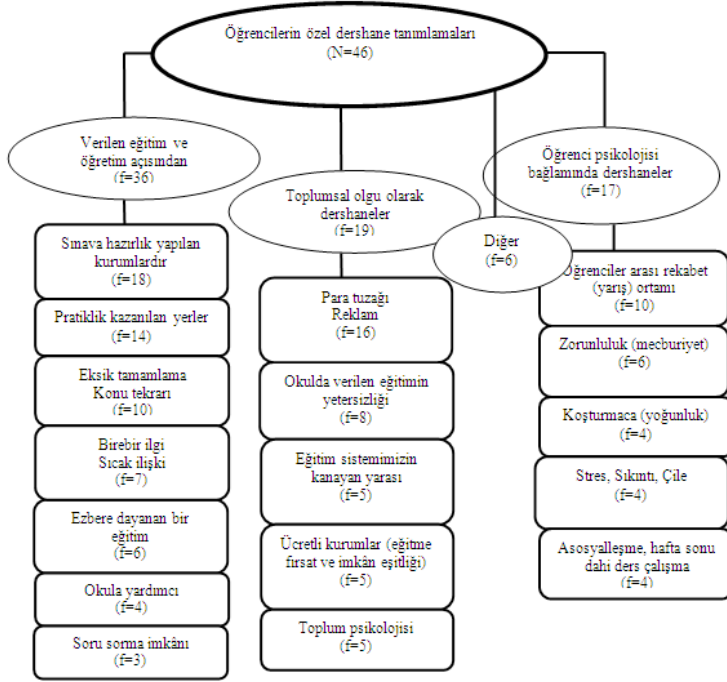 Öğrencilerin özel dershane tanımlamaları
(N=46)
Verilen eğitim ve
öğretim açısından
(f=36)
Sınava hazırlık yapılan
kurumlardır
(f=18)
Pratiklik kazanılan yerler
(f=14)
Eksik tamamlama
Konu tekrarı
(f=10)
Birebir ilgi
Sıcak ilişki
(f=7)
Ezbere dayanan bir
eğitim
(f=6)
Okula yardımcı
(f=4)
Soru sorma imkânı
(f=3)
Toplumsal olgu olarak
dershaneler
(f=19)
Para tuzağı
Reklam
(f=16)
Okulda verilen eğitimin
yetersizliği
(f=8)
Eğitim sistemimizin
kanayan yarası
(f=5)
Ücretli kurumlar (eğitme
fırsat ve imkân eşitliği)
(f=5)
Toplum psikolojisi
(f=5)
Diğer
(f=6)
Öğrenci psikolojisi
bağlamında dershaneler
(f=17)
Öğrenciler arası rekabet
(yarış) ortamı
(f=10)
Zorunluluk (mecburiyet)
(f=6)
Koşturmaca (yoğunluk)
(f=4)
Stres, Sıkıntı, Çile
(f=4)
Asosyalleşme, hafta sonu
dahi ders çalışma
(f=4)